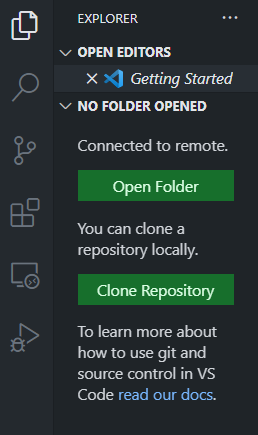 EXPLORER
OPEN EDITORS
Getting Started
NO FOLDER OPENED
Connected to remote.
Open Folder
You can clone a
repository locally.
Clone Repository
To learn more about
how to use git and
source control in VS
Code read our docs.